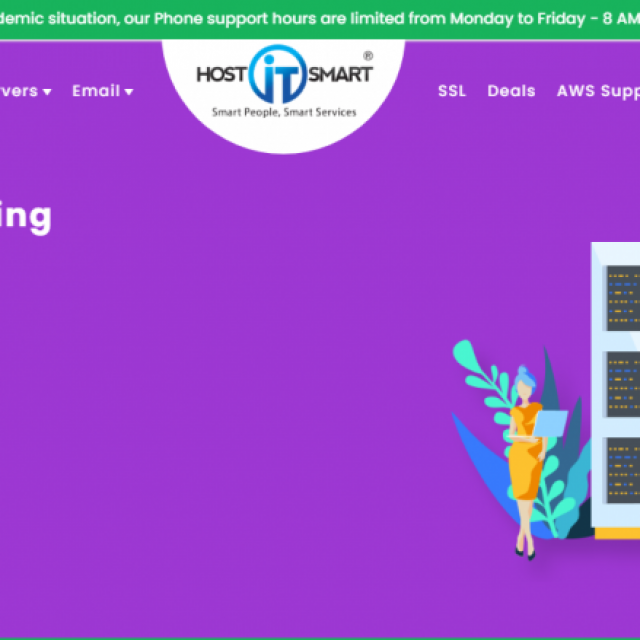 demic situation, our Phone support hours are limited from Monday to Friday - 8 AM
rvers Email HOST iT SMART ® SSL Deals AWS Supp
Smart People, Smart Services
ing